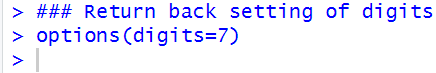 > ### Return back setting of digits
> options(digits=7)
>